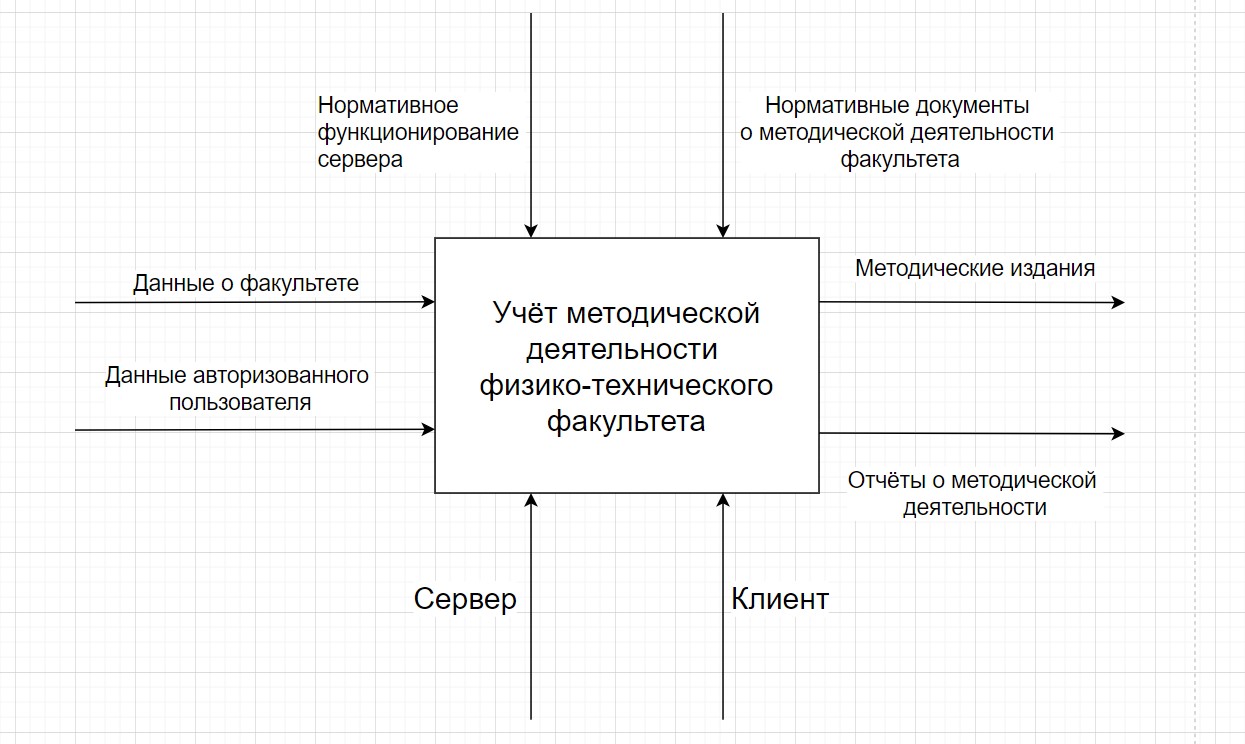 Нормативное
функционирование
сервера
Нормативные документы
о методической деятельности
факультета
Данные о факультете
Методические издания
Учёт методической
деятельности
физико-технического
факультета
Данные авторизованного
пользователя
Отчёты о методической
деятельности
Сервер
Клиент